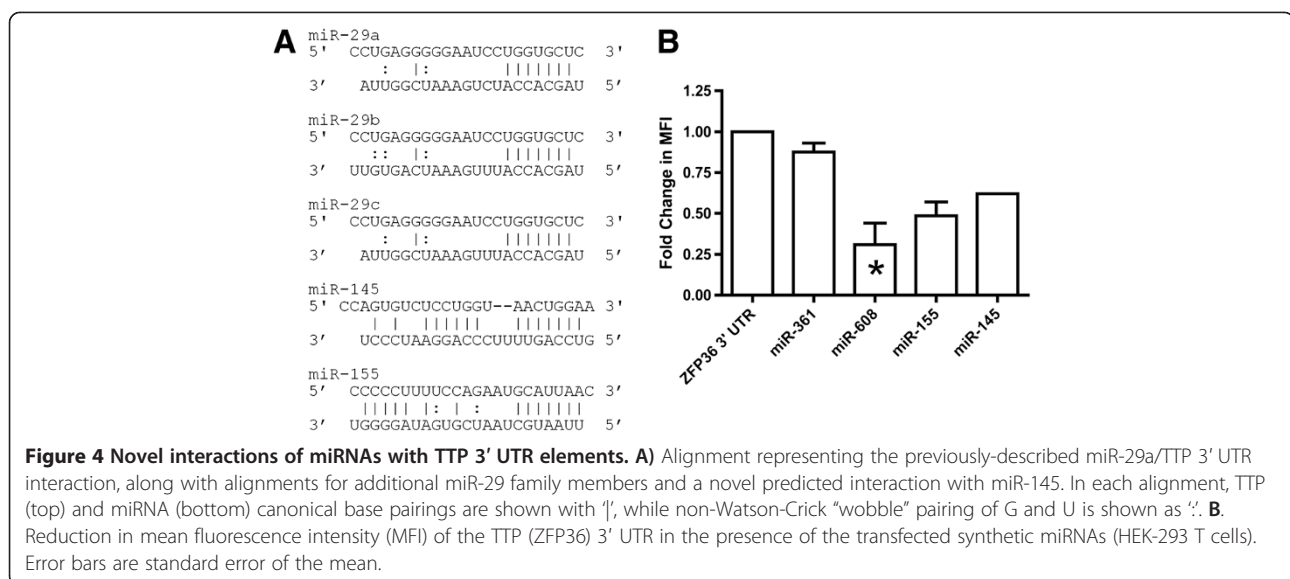 A
miR-29a
5' CCUGAGGGGGAAUCCUGGUGCUC 3'
: |: |||||||
3' AUUGGCUAAAGUCUACCACGAU 5'
miR-29b
5' CCUGAGGGGGAAUCCUGGUGCUC 3'
:: |: |||||||
3' UUGUGACUAAAGUUUACCACGAU 5'
miR-29c
5' CCUGAGGGGGAAUCCUGGUGCUC 3'
: |: |||||||
3' AUUGGCUAAAGUUUACCACGAU 5'
miR-145
5' CCAGUGUCUCCUGGU--AACUGGAA 3'
| | |||||| |||||||
3' UCCCUAAGGACCCUUUUGACCUG 5'
miR-155
5' CCCCCUUUUCCAGAAUGCAUUAAC 3'
||||| |: | : |||||||
3' UGGGGAUAGUGCUAAUCGUAAUU 5'
B
Fold Change in MFI
1.25
1.00
0.75
0.50
0.25
0.00
*
ZFP36 3' UTR
miR-361
miR-608
miR-155
miR-145
Figure 4 Novel interactions of miRNAs with TTP 3′ UTR elements. A) Alignment representing the previously-described miR-29a/TTP 3′ UTR
interaction, along with alignments for additional miR-29 family members and a novel predicted interaction with miR-145. In each alignment, TTP
(top) and miRNA (bottom) canonical base pairings are shown with ‘|’, while non-Watson-Crick “wobble” pairing of G and U is shown as ‘:’. B.
Reduction in mean fluorescence intensity (MFI) of the TTP (ZFP36) 3′ UTR in the presence of the transfected synthetic miRNAs (HEK-293 T cells).
Error bars are standard error of the mean.